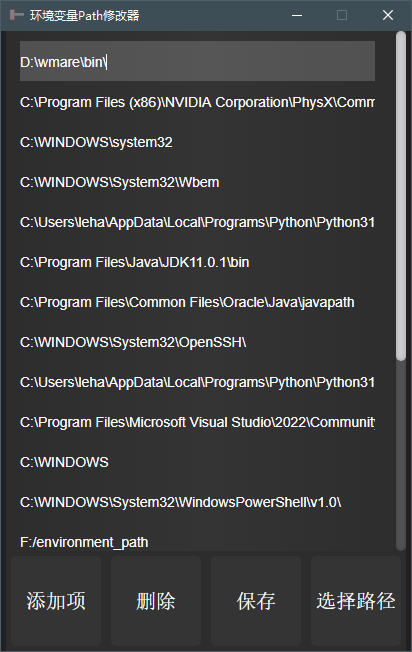 环境变量Path修改器
D:\wmare\bin\
C:\Program Files (x86)\NVIDIA Corporation\PhysX\Comm
C:\WINDOWS\system32
C:\WINDOWS\System32\Wbem
C:\Users\leha\AppData\Local\Programs\Python\Python31
C:\Program Files\Java\JDK11.0.1\bin
C:\Program Files\Common Files\Oracle\Java\javapath
C:\WINDOWS\System32\OpenSSH\
C:\Users\leha\AppData\Local\Programs\Python\Python31
C:\Program Files\Microsoft Visual Studio\2022\Community
C:\WINDOWS
C:\WINDOWS\System32\WindowsPowerShell\v1.0\
F:/environment_path
添加项 删除 保存 选择路径